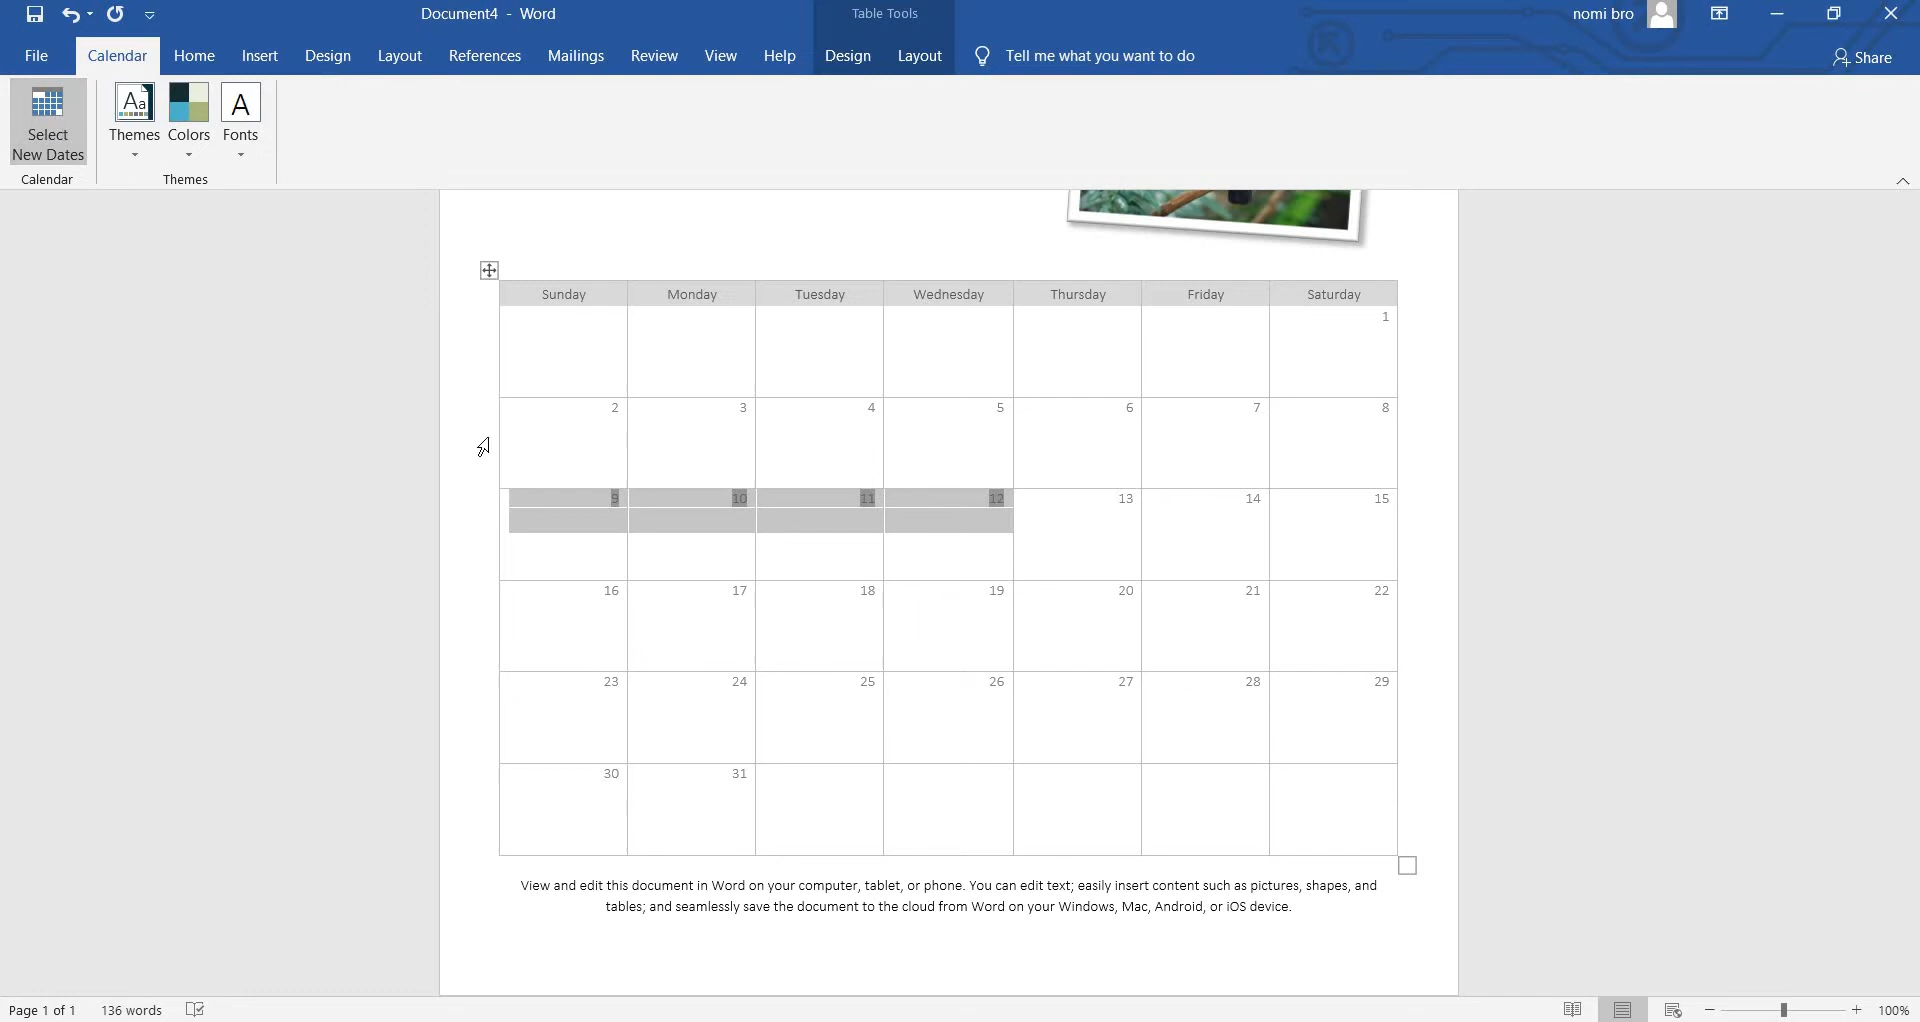 Document4 - Word
Table Tools
nomi bro
File
Calendar
Home
Insert
Design
Layout
References
Mailings
Review
View
Help
Design
Layout
Tell me what you want to do
Share
Select
New Dates
Themes
Colors
Fonts
Calendar
Themes
Sunday Monday Tuesday Wednesday Thursday Friday Saturday
1
2 3 4 5 6 7 8
9 10 11 12 13 14 15
16 17 18 19 20 21 22
23 24 25 26 27 28 29
30 31
View and edit this document in Word on your computer, tablet, or phone. You can edit text; easily insert content such as pictures, shapes, and
tables; and seamlessly save the document to the cloud from Word on your Windows, Mac, Android, or iOS device.
Page 1 of 1 136 words 100%